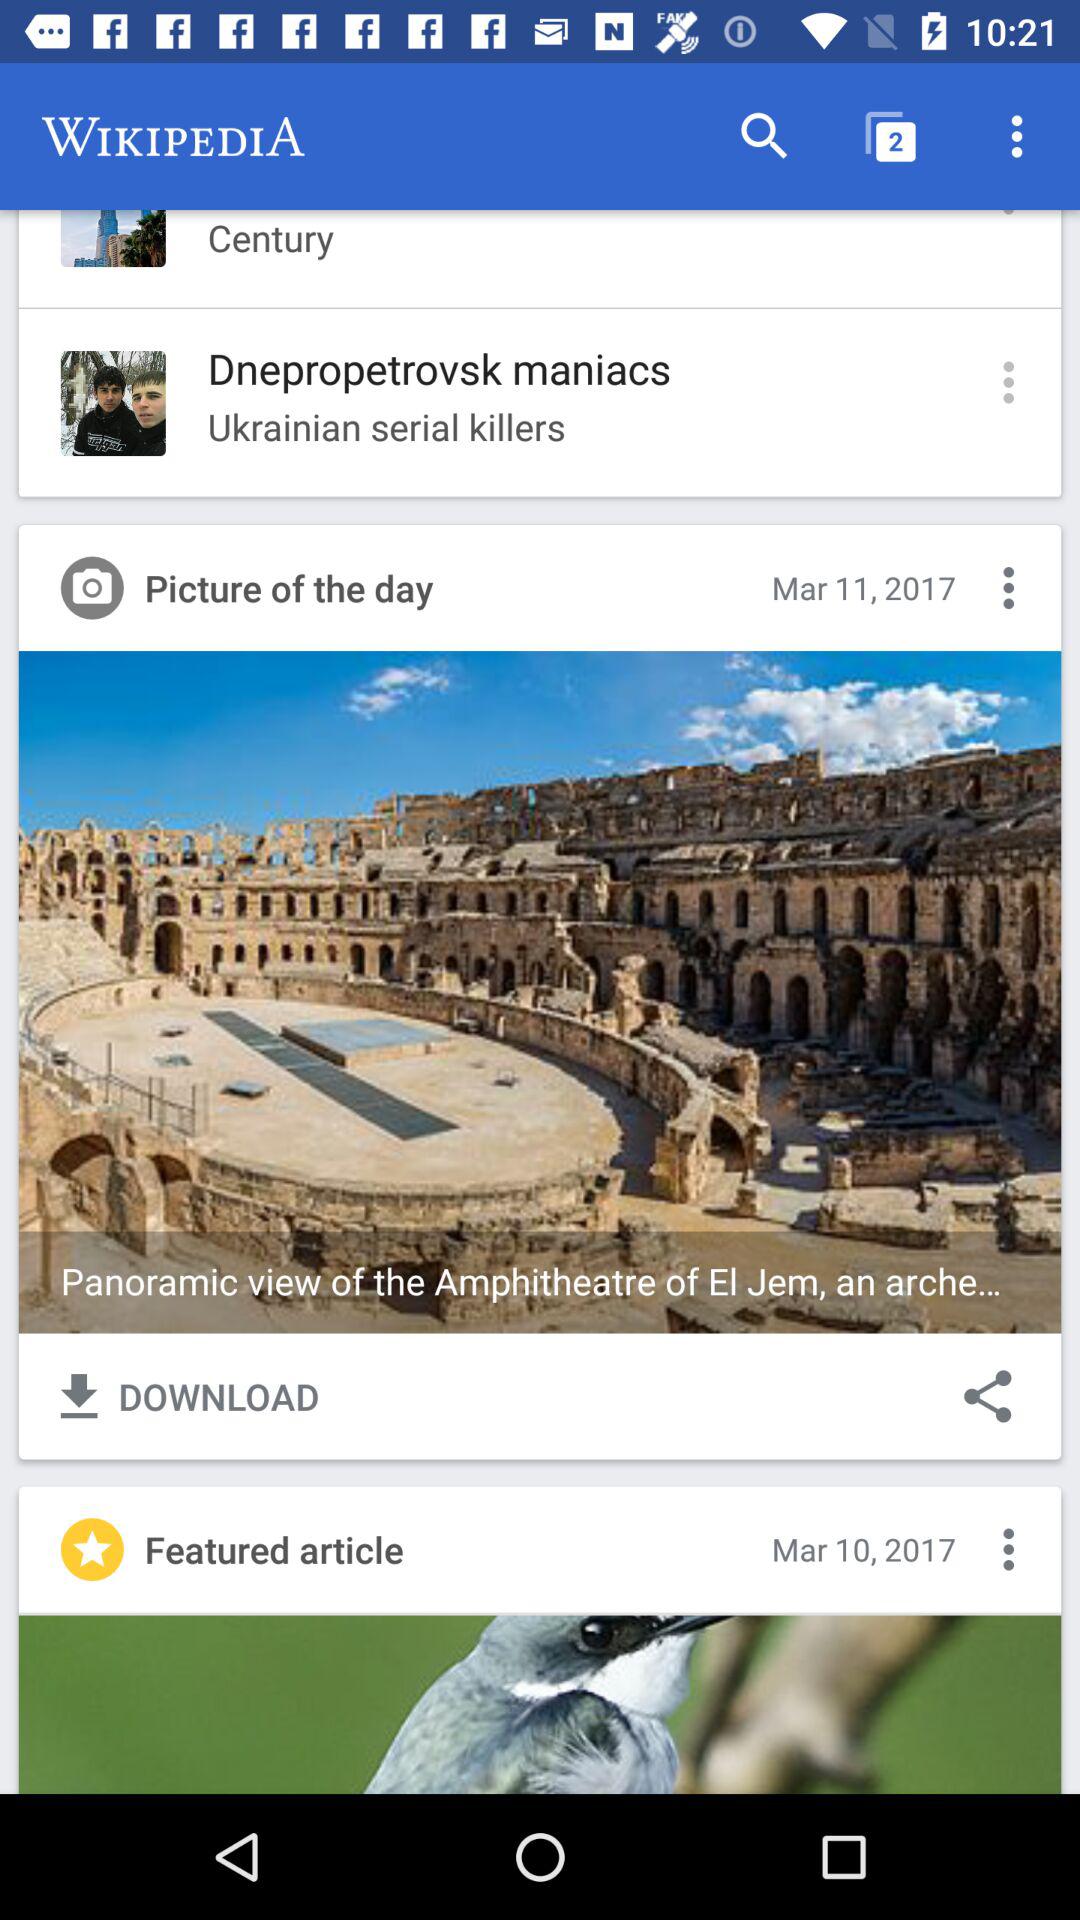 FAKE
10:21
WIKIPEDIA
2
Century
Dnepropetrovsk maniacs
Ukrainian serial killers
Picture of the day
Mar 11, 2017
Panoramic view of the Amphitheatre of El Jem, an arche...
DOWNLOAD
Featured article
Mar 10, 2017